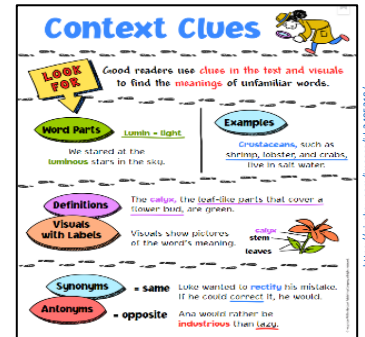 Context Clues
LOOK FOR
Good readers use clues in the text and visuals
to find the meanings of unfamiliar words.
Word Parts
Lumin = light
We stared at the
luminous stars in the sky.
Examples
Crustaceans, such as
shrimp, lobster, and crabs,
live in salt water.
Definitions
The calyx, the leaf-like parts that cover a
flower bud, are green.
Visuals
with Labels
Visuals show pictures
of the word's meaning.
calyx
stem
leaves
Synonyms
= same
Luke wanted to rectify his mistake.
If he could correct it, he would.
Antonyms
= opposite
Ana would rather be
industrious than lazy.